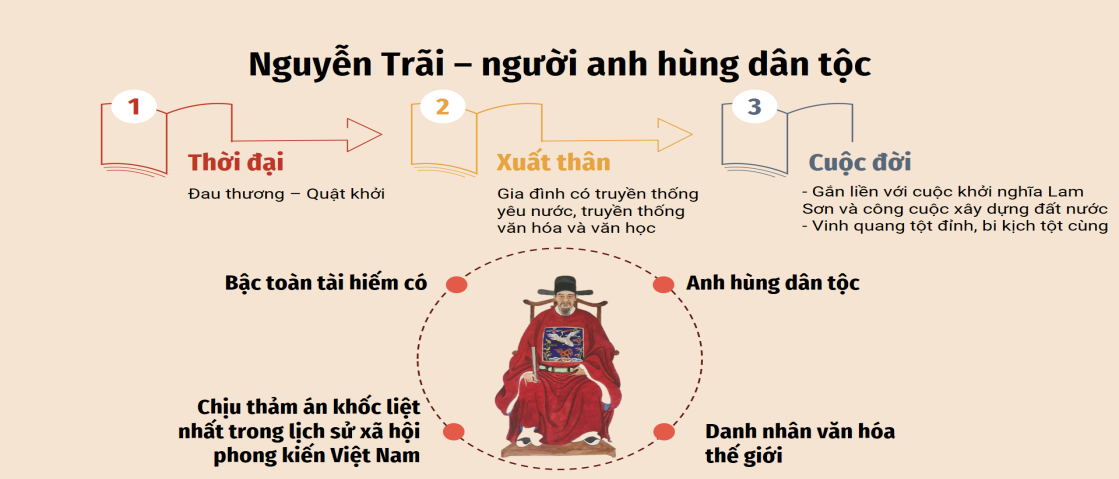 Nguyễn Trãi – người anh hùng dân tộc
1
Thời đại
Đau thương – Quật khởi
2
Xuất thân
Gia đình có truyền thống
yêu nước, truyền thống
văn hóa và văn học
3
Cuộc đời
- Gắn liền với cuộc khởi nghĩa Lam
Sơn và công cuộc xây dựng đất nước
- Vinh quang tột đỉnh, bi kịch tột cùng
Bậc toàn tài hiếm có
Anh hùng dân tộc
Chịu thảm án khốc liệt
nhất trong lịch sử xã hội
phong kiến Việt Nam
Danh nhân văn hóa
thế giới